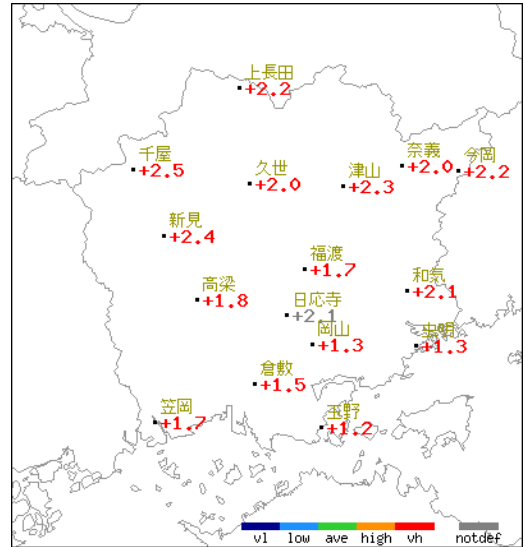 上長田
+2.2
千屋
+2.5
久世
+2.0
津山
+2.3
奈義
+2.0
今岡
+2.2
新見
+2.4
福渡
+1.7
高梁
+1.8
和気
+2.1
日応寺
+2.1
岡山
+1.3
虫明
+1.3
倉敷
+1.5
笠岡
+1.7
玉野
+1.2
vl low ave high vh notdef